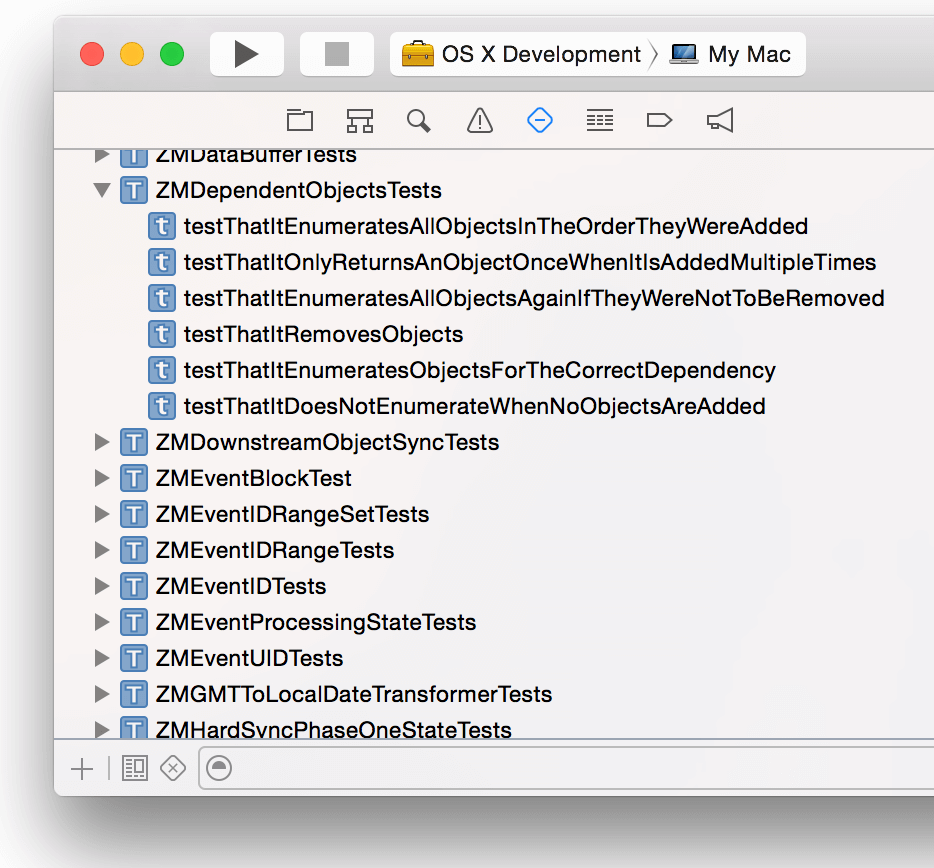 OS X Development My Mac
ZMDataBufferTests
ZMDependentObjectsTests
testThatItEnumeratesAllObjectsInTheOrderTheyWereAdded
testThatItOnlyReturnsAnObjectOnceWhenItIsAddedMultipleTimes
testThatItEnumeratesAllObjectsAgainIfTheyWereNotToBeRemoved
testThatItRemovesObjects
testThatItEnumeratesObjectsForTheCorrectDependency
testThatItDoesNotEnumerateWhenNoObjectsAreAdded
ZMDownstreamObjectSyncTests
ZMEventBlockTest
ZMEventIDRangeSetTests
ZMEventIDRangeTests
ZMEventIDTests
ZMEventProcessingStateTests
ZMEventUIDTests
ZMGMTToLocalDateTransformerTests
ZMHardSyncPhaseOneStateTests